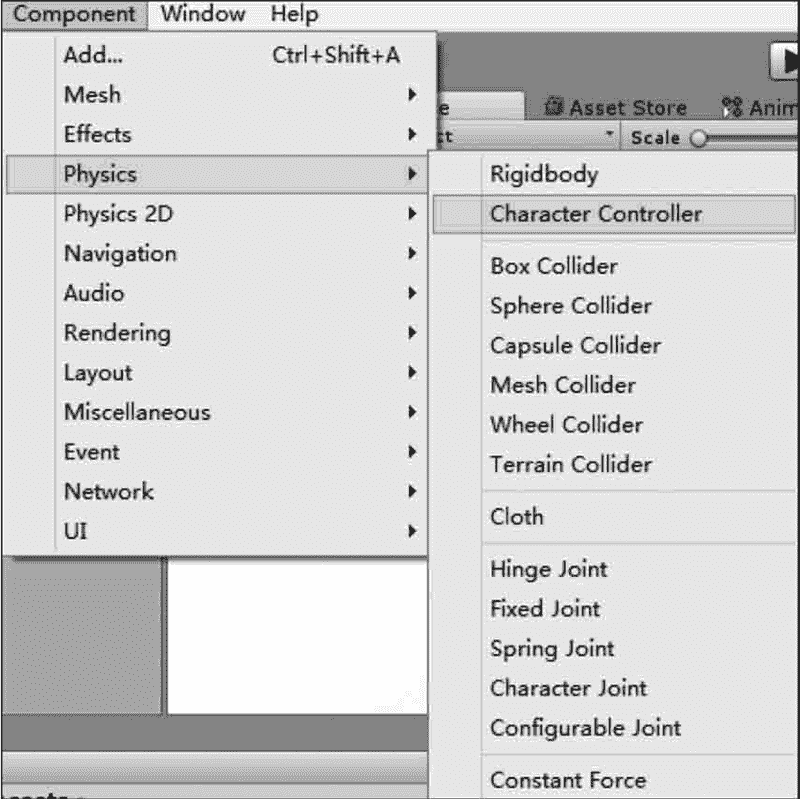 Component Window Help
Add... Ctrl+Shift+A
Mesh
Effects
Physics
Physics 2D
Navigation
Audio
Rendering
Layout
Miscellaneous
Event
Network
UI
Asset Store Anim
Scale
Rigidbody
Character Controller
Box Collider
Sphere Collider
Capsule Collider
Mesh Collider
Wheel Collider
Terrain Collider
Cloth
Hinge Joint
Fixed Joint
Spring Joint
Character Joint
Configurable Joint
Constant Force